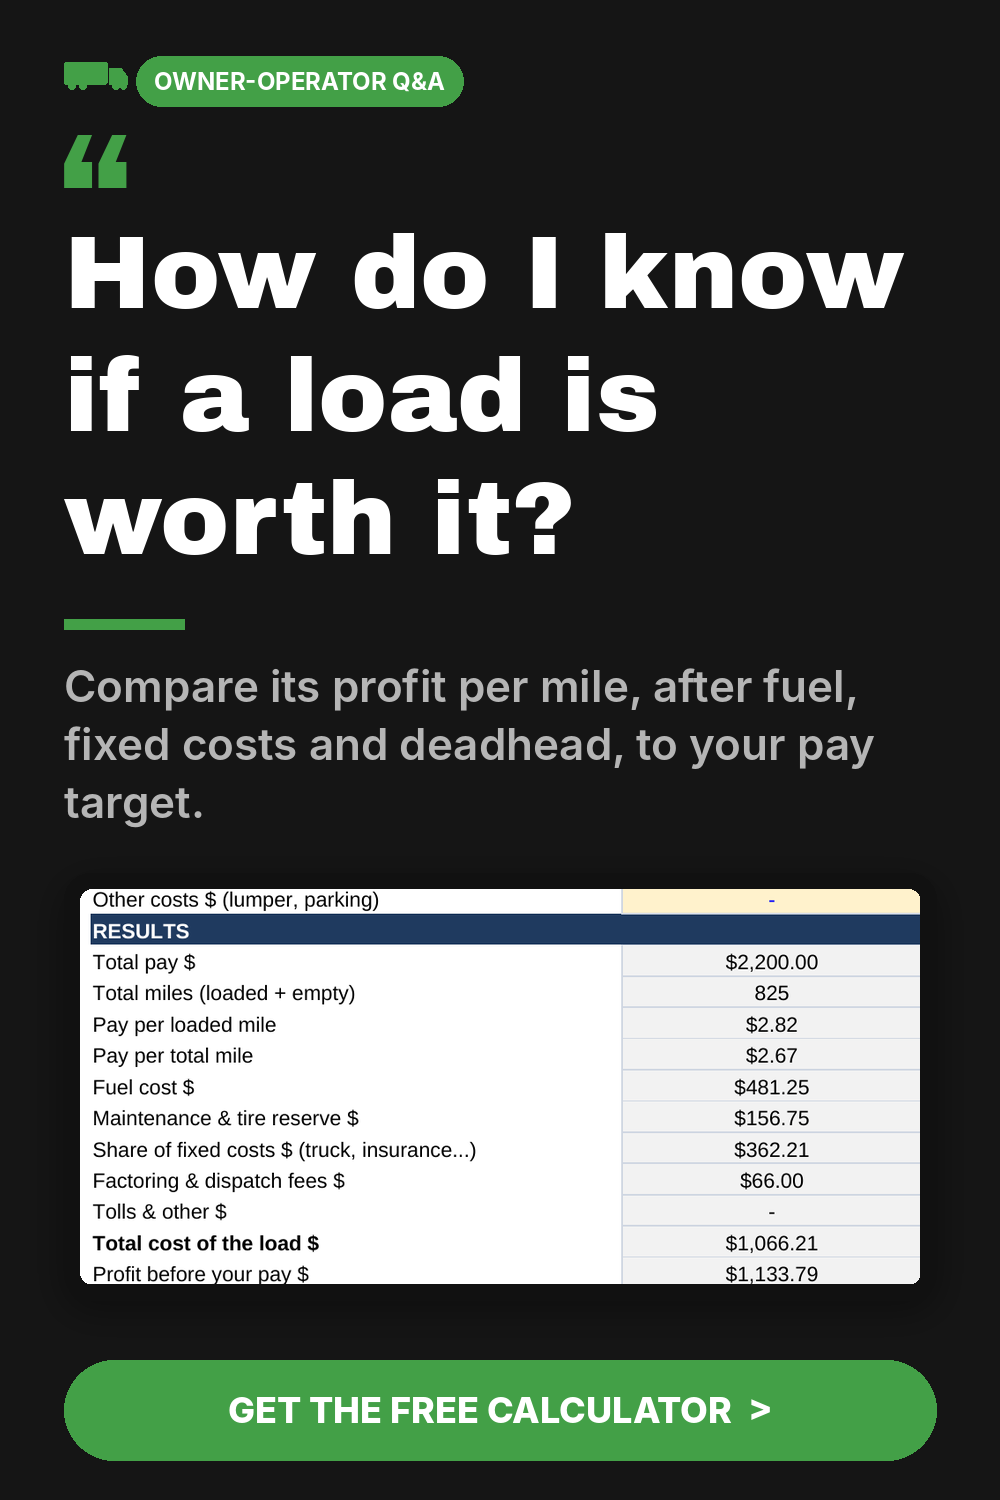 OWNER-OPERATOR Q&A
“
How do I know
if a load is
worth it?
Compare its profit per mile, after fuel,
fixed costs and deadhead, to your pay
target.
Other costs $ (lumper, parking) -
RESULTS
Total pay $ $2,200.00
Total miles (loaded + empty) 825
Pay per loaded mile $2.82
Pay per total mile $2.67
Fuel cost $ $481.25
Maintenance & tire reserve $ $156.75
Share of fixed costs $ (truck, insurance...) $362.21
Factoring & dispatch fees $ $66.00
Tolls & other $ -
Total cost of the load $ $1,066.21
Profit before your pay $ $1,133.79
GET THE FREE CALCULATOR >